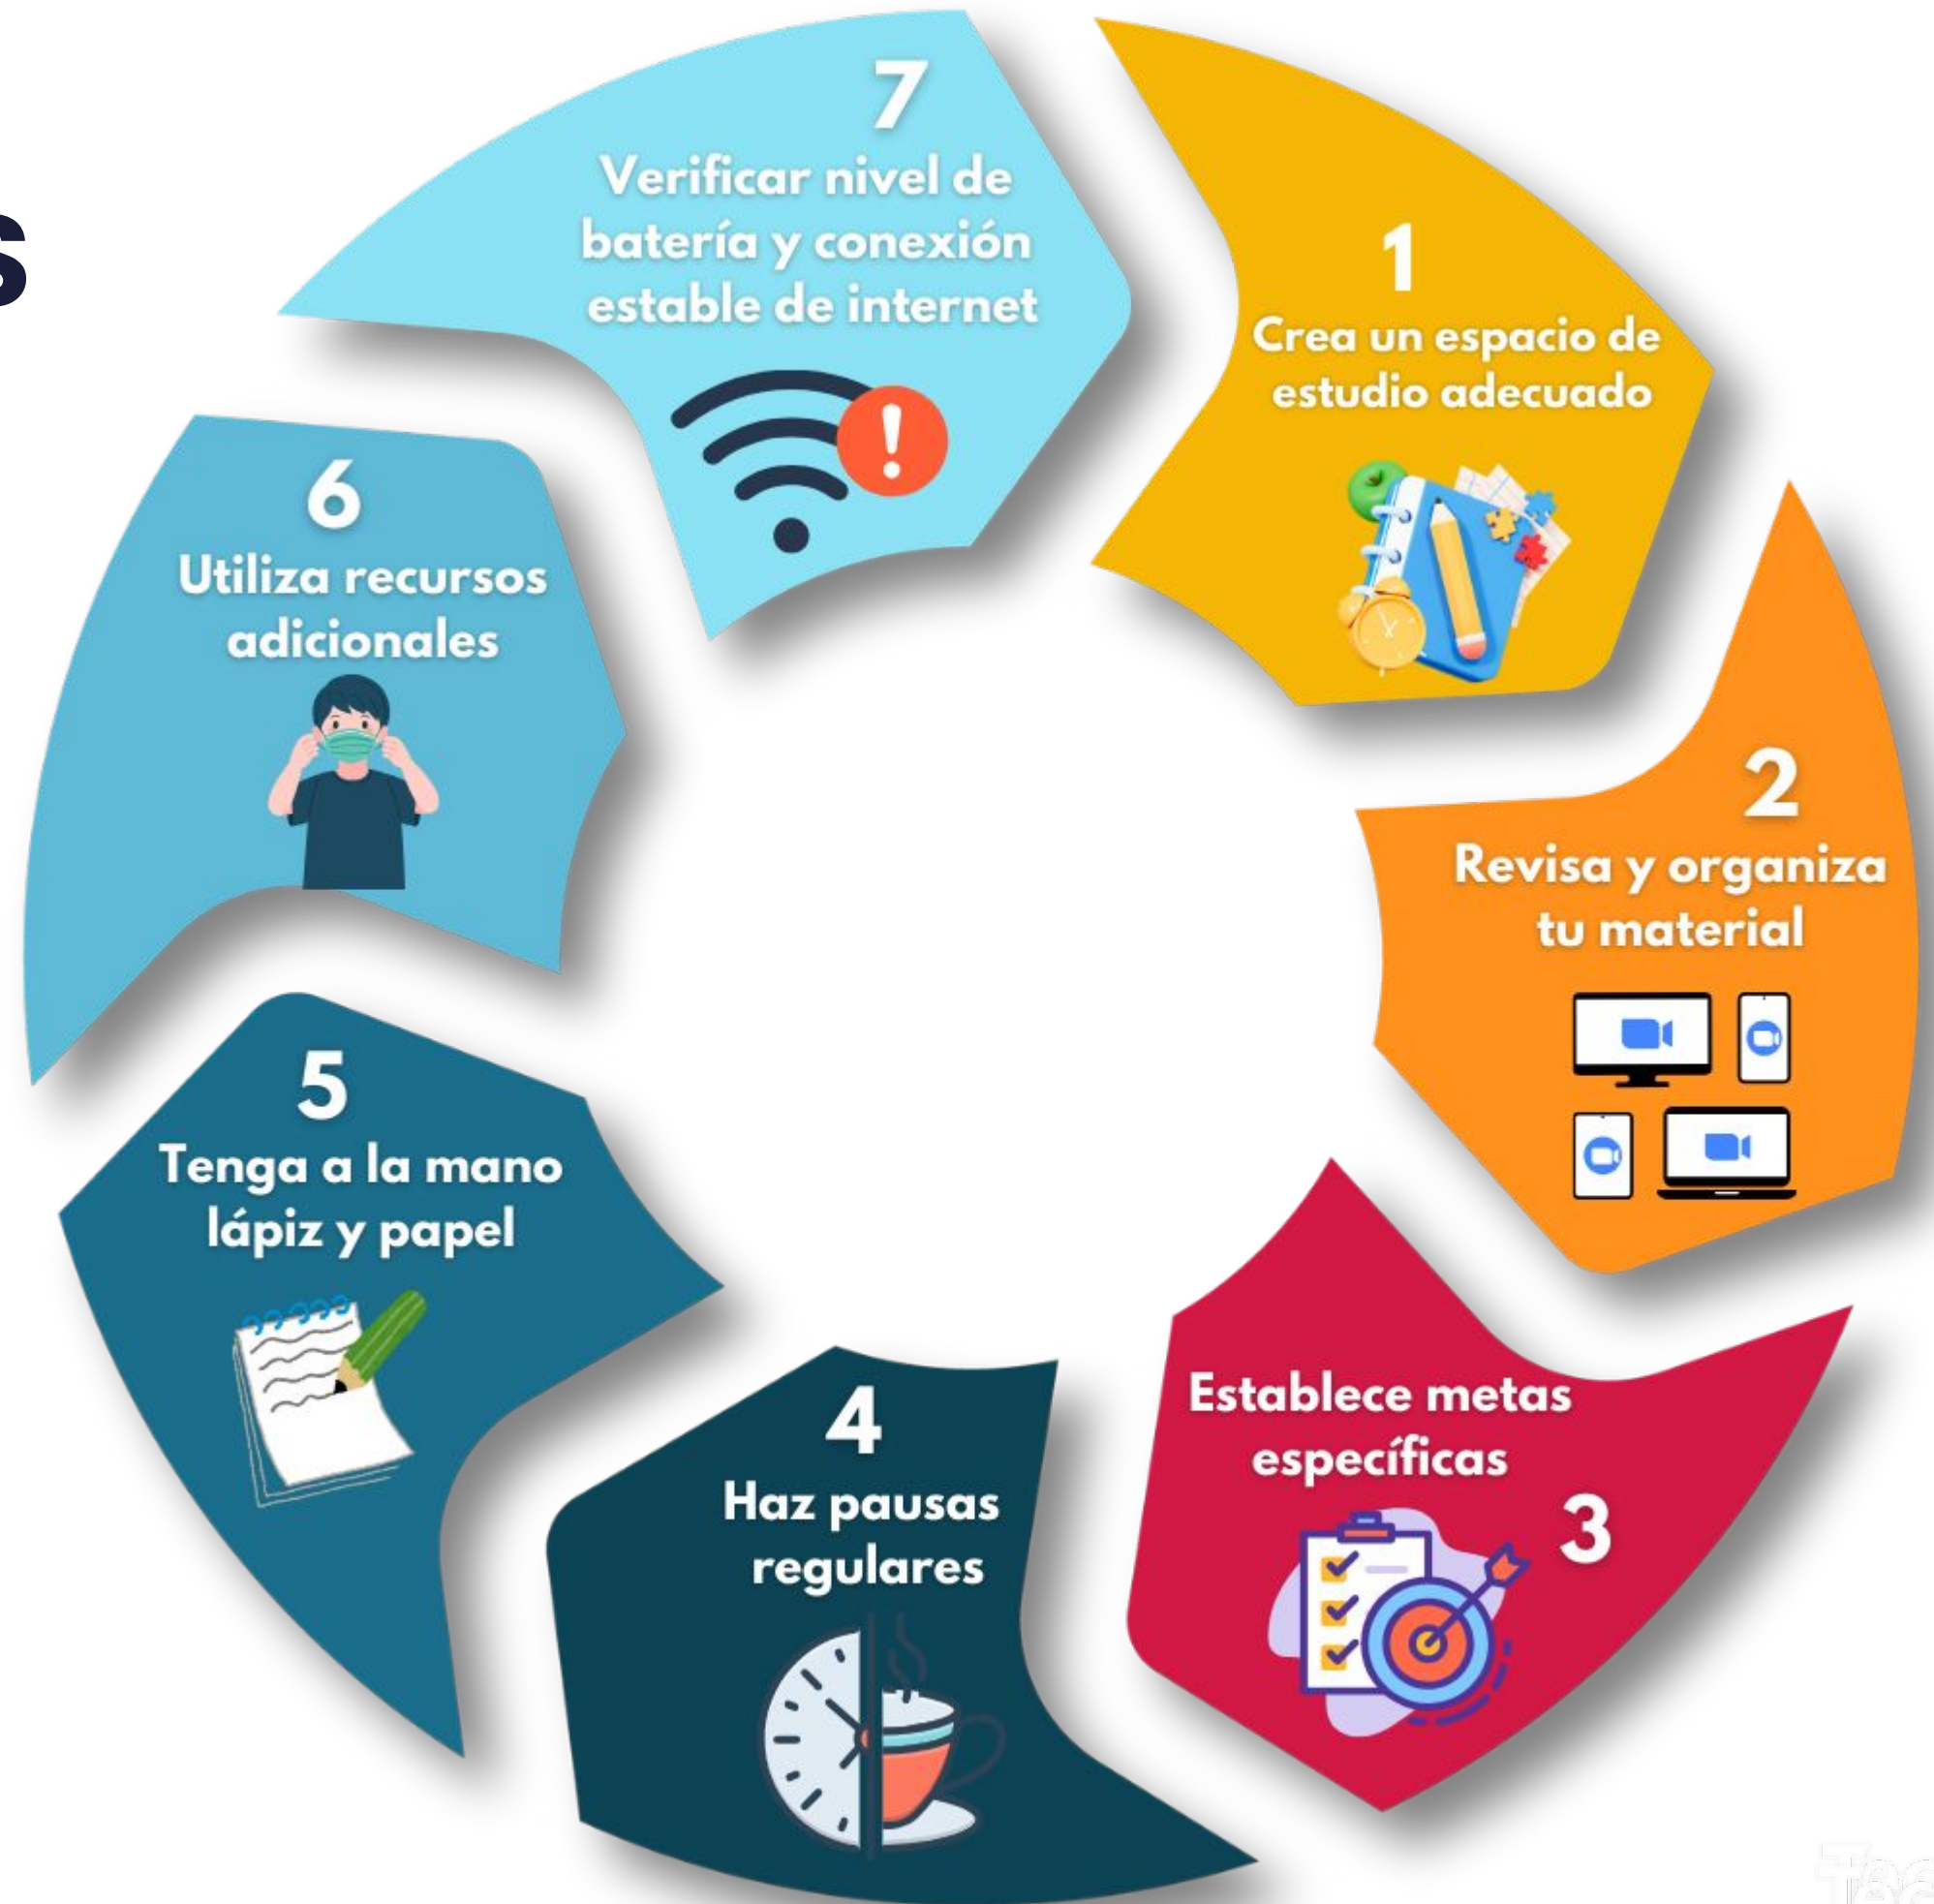 s
7
Verificar nivel de
batería y conexión
estable de internet
1
Crea un espacio de
estudio adecuado
2
Revisa y organiza
tu material
Establece metas
específicas
3
4
Haz pausas
regulares
5
Tenga a la mano
lápiz y papel
6
Utiliza recursos
adicionales